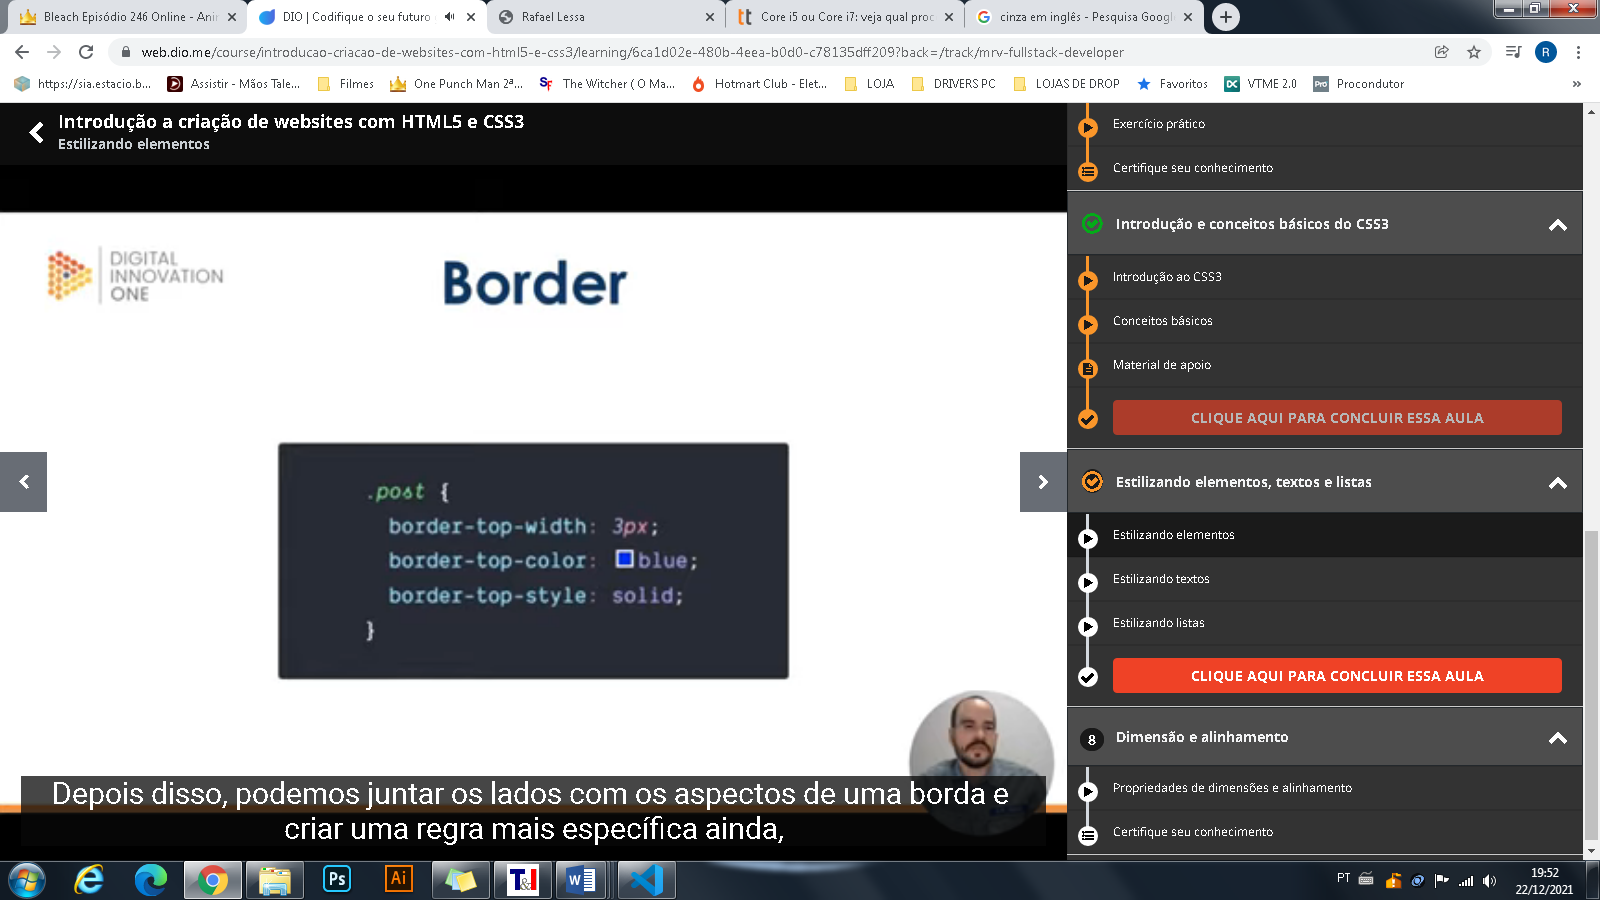 Bleach Episódio 246 Online - Anir
DIO | Codifique o seu futuro
Rafael Lessa
Core i5 ou Core i7: veja qual proc
cinza em inglês - Pesquisa Googl
web.dio.me/course/introducao-criacao-de-websites-com-html5-e-css3/learning/6ca1d02e-480b-4eea-b0d0-c78135dff209?back=/track/mrv-fullstack-developer
R
https://sia.estacio.b...
Assistir - Mãos Tale...
Filmes
One Punch Man 2ª...
SF
The Witcher ( O Ma...
Hotmart Club - Elet...
LOJA
DRIVERS PC
LOJAS DE DROP
Favoritos
DC
VTME 2.0
Pro
Procondutor
»
Introdução a criação de websites com HTML5 e CSS3
Estilizando elementos
DIGITAL
INNOVATION
ONE
Border
.post {
border-top-width: 3px;
border-top-color: blue;
border-top-style: solid;
}
Depois disso, podemos juntar os lados com os aspectos de uma borda e
criar uma regra mais específica ainda,
Exercício prático
Certifique seu conhecimento
Introdução e conceitos básicos do CSS3
Introdução ao CSS3
Conceitos básicos
Material de apoio
CLIQUE AQUI PARA CONCLUIR ESSA AULA
Estilizando elementos, textos e listas
Estilizando elementos
Estilizando textos
Estilizando listas
CLIQUE AQUI PARA CONCLUIR ESSA AULA
8
Dimensão e alinhamento
Propriedades de dimensões e alinhamento
Certifique seu conhecimento
Ps
Ai
T&I
W
PT
19:52
22/12/2021